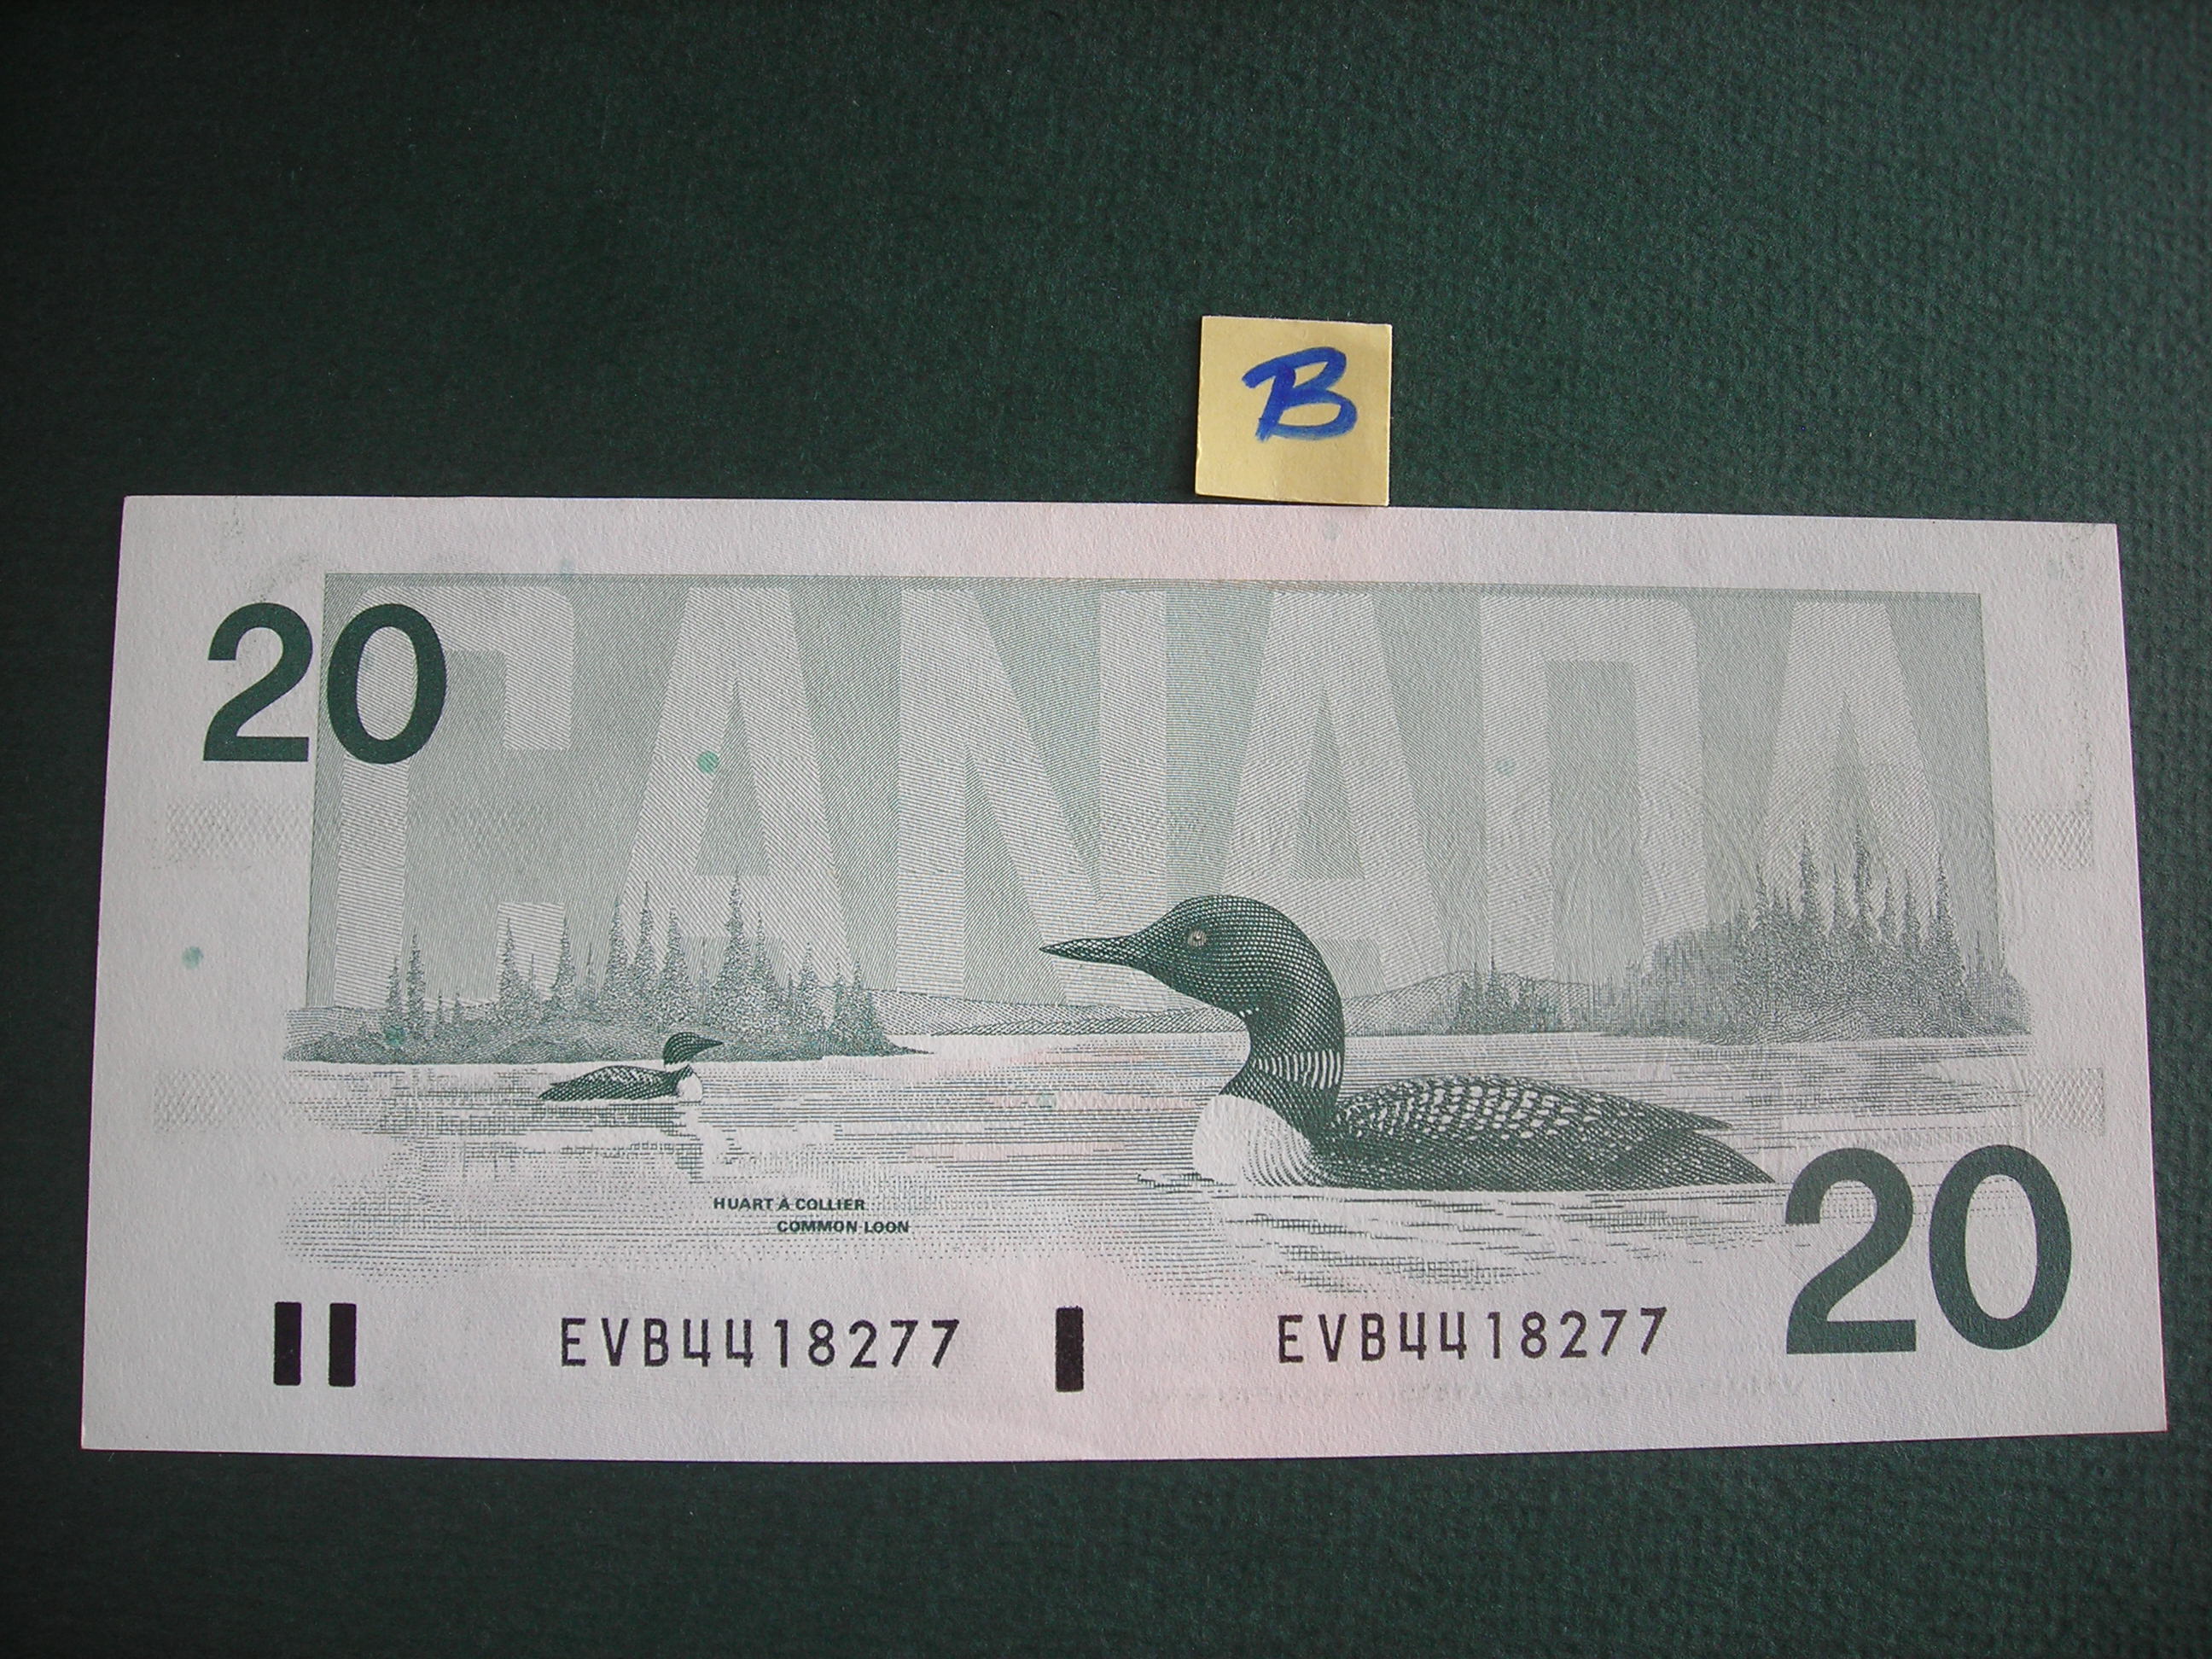 B
20
CANADA
HUART À COLLIER
COMMON LOON
EVB4418277
EVB4418277
20